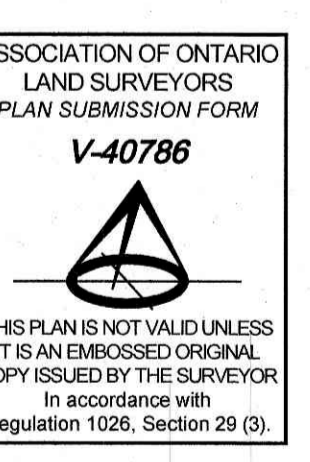 SSOCIATION OF ONTARIO
LAND SURVEYORS
PLAN SUBMISSION FORM
V-40786
HIS PLAN IS NOT VALID UNLESS
T IS AN EMBOSSED ORIGINAL
OPY ISSUED BY THE SURVEYOR
In accordance with
egulation 1026, Section 29 (3).